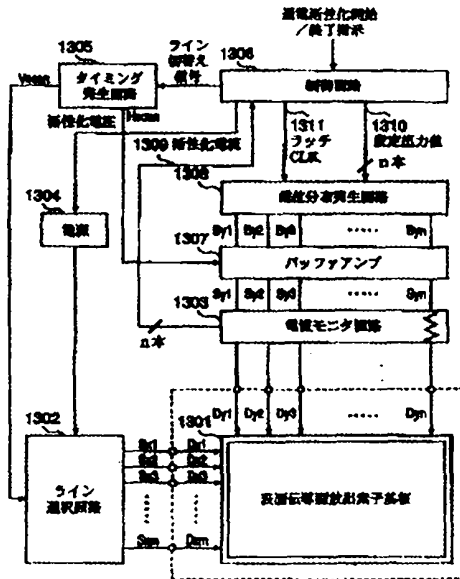 通電活性化開始
／終了指示
1305
ライン
切替え
信号
1306
Vscan
タイミング
発生回路
制御回路
Hscan
活性化電圧
1309 活性化電流
1311
ラッチ
CLK
1310
設定出力値
n本
1304
電源
1308
電位分布発生回路
By1 By2 By3 ····· Byn
1307
バッファアンプ
Sy1 Sy2 Sy3 ····· Syn
1303
電流モニタ回路
n本
Dy1 Dy2 Dy3 ····· Dyn
1302
1301
ライン
選択回路
Sx1 Dx1
Sx2 Dx2
Sx3 Dx3
Sxm Dxm
表面伝導型放出素子基板